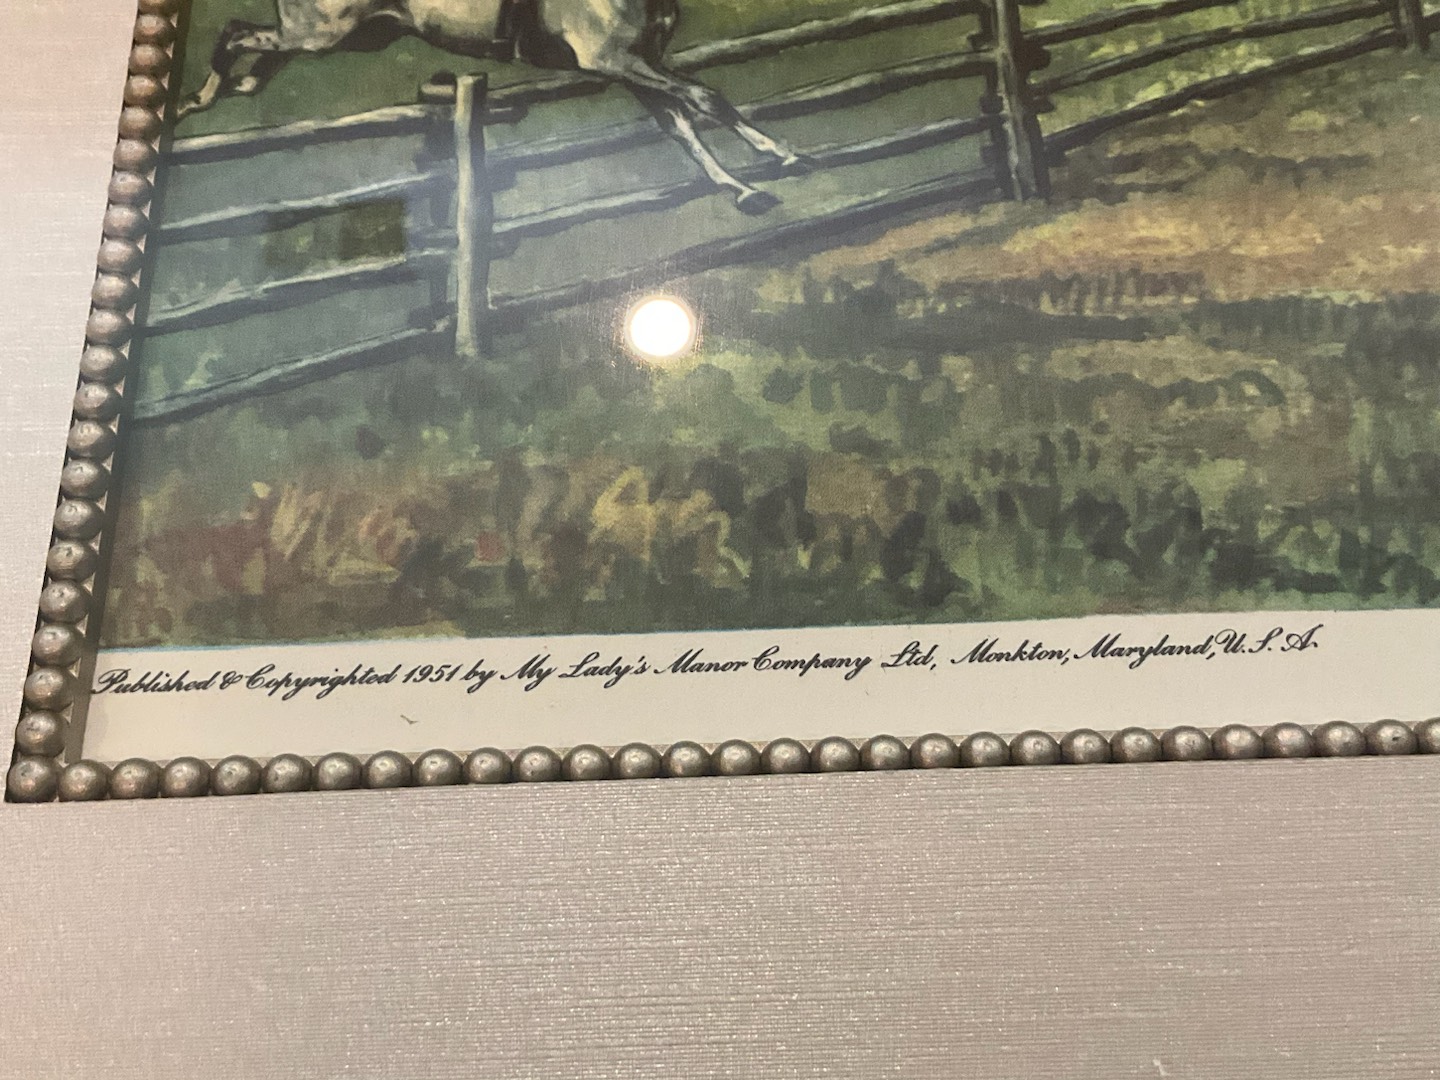 Published & Copyrighted 1951 by My Lady's Manor Company Ltd, Monkton, Maryland, U.S.A.